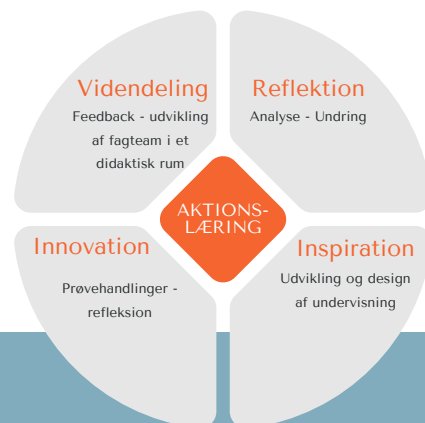 Videndeling
Feedback - udvikling
af fagteam i et
didaktisk rum
Reflektion
Analyse - Undring
AKTIONS-
LÆRING
Innovation
Prøvehandlinger -
refleksion
Inspiration
Udvikling og design
af undervisning